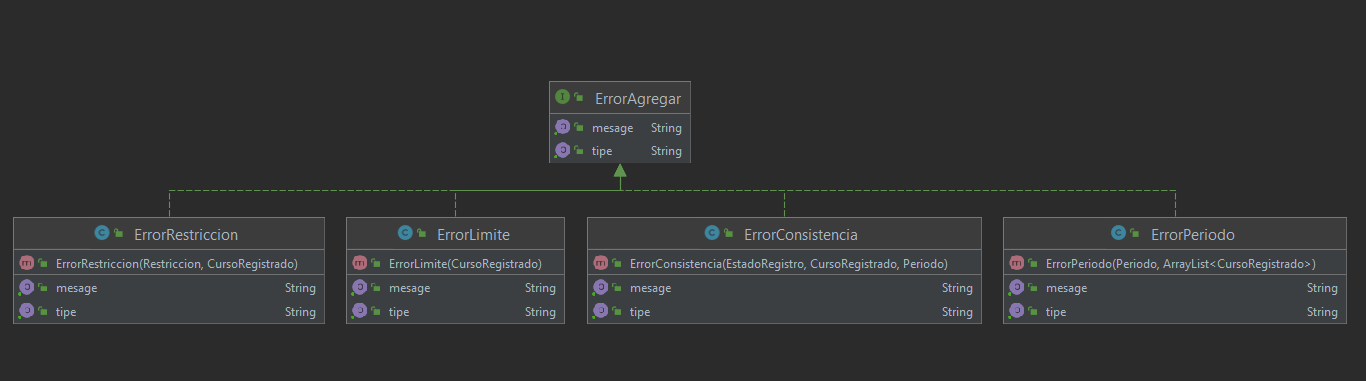 ErrorAgregar
mesage String
tipe String
ErrorRestriccion
ErrorRestriccion(Restriccion, CursoRegistrado)
mesage String
tipe String
ErrorLimite
ErrorLimite(CursoRegistrado)
mesage String
tipe String
ErrorConsistencia
ErrorConsistencia(EstadoRegistro, CursoRegistrado, Periodo)
mesage String
tipe String
ErrorPeriodo
ErrorPeriodo(Periodo, ArrayList<CursoRegistrado>)
mesage String
tipe String